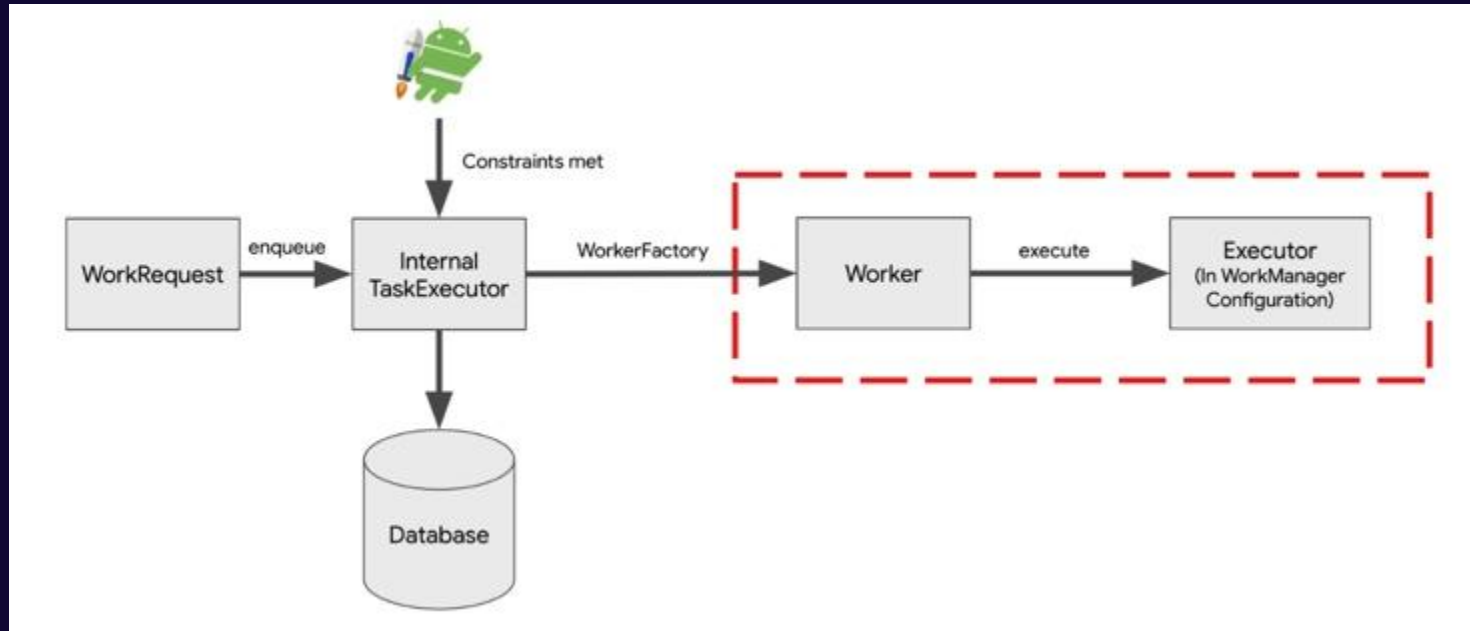 Constraints met
WorkRequest
enqueue
Internal
TaskExecutor
WorkerFactory
Worker
execute
Executor
(In WorkManager
Configuration)
Database